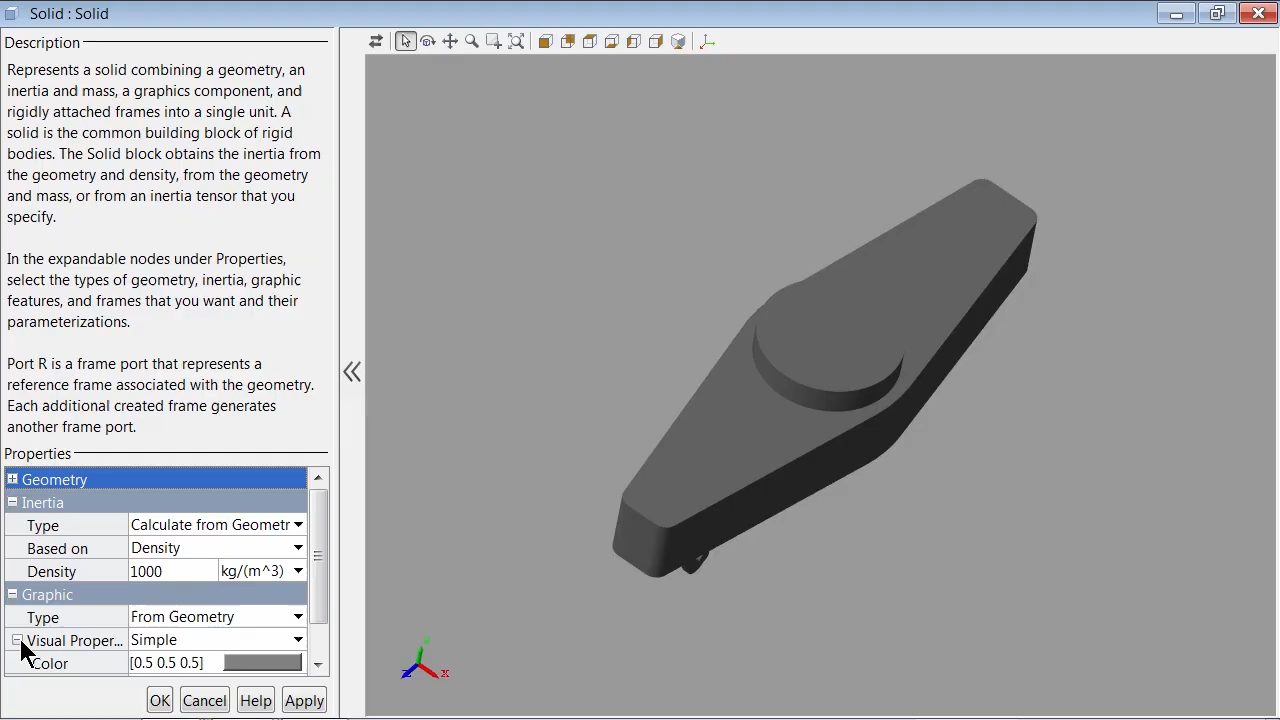 Solid : Solid
Description
Represents a solid combining a geometry, an
inertia and mass, a graphics component, and
rigidly attached frames into a single unit. A
solid is the common building block of rigid
bodies. The Solid block obtains the inertia from
the geometry and density, from the geometry
and mass, or from an inertia tensor that you
specify.
In the expandable nodes under Properties,
select the types of geometry, inertia, graphic
features, and frames that you want and their
parameterizations.
Port R is a frame port that represents a
reference frame associated with the geometry.
Each additional created frame generates
another frame port.
Properties
Geometry
Inertia
Type Calculate from Geometr
Based on Density
Density 1000 kg/(m^3)
Graphic
Type From Geometry
Visual Proper... Simple
Color [0.5 0.5 0.5]
OK Cancel Help Apply
Y
Z X